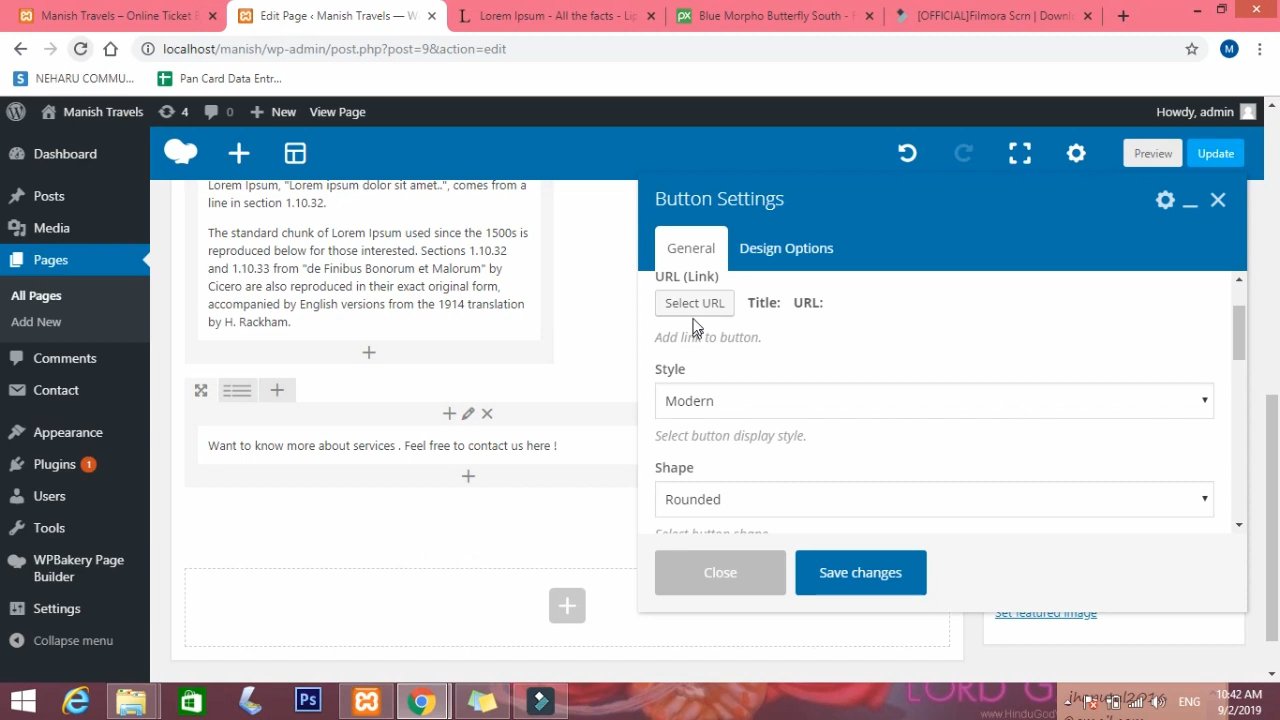 Manish Travels - Online Ticket B
Edit Page ‹ Manish Travels — W
Lorem Ipsum - All the facts - Lip
Blue Morpho Butterfly South - F
[OFFICIAL]Filmora Scrn | Downl
localhost/manish/wp-admin/post.php?post=9&action=edit
M
NEHARU COMMU...
Pan Card Data Entr...
Manish Travels
4
0
New
View Page
Howdy, admin
Dashboard
Posts
Media
Pages
All Pages
Add New
Comments
Contact
Appearance
Plugins 1
Users
Tools
WPBakery Page
Builder
Settings
Collapse menu
Preview
Update
Lorem Ipsum, "Lorem ipsum dolor sit amet..", comes from a
line in section 1.10.32.
The standard chunk of Lorem Ipsum used since the 1500s is
reproduced below for those interested. Sections 1.10.32
and 1.10.33 from "de Finibus Bonorum et Malorum" by
Cicero are also reproduced in their exact original form,
accompanied by English versions from the 1914 translation
by H. Rackham.
Want to know more about services . Feel free to contact us here !
Button Settings
General
Design Options
URL (Link)
Select URL
Title: URL:
Add link to button.
Style
Modern
Select button display style.
Shape
Rounded
Select button shape.
Close
Save changes
Set featured image
Ps
LORD G
www.HinduGod
ENG
10:42 AM
9/2/2019